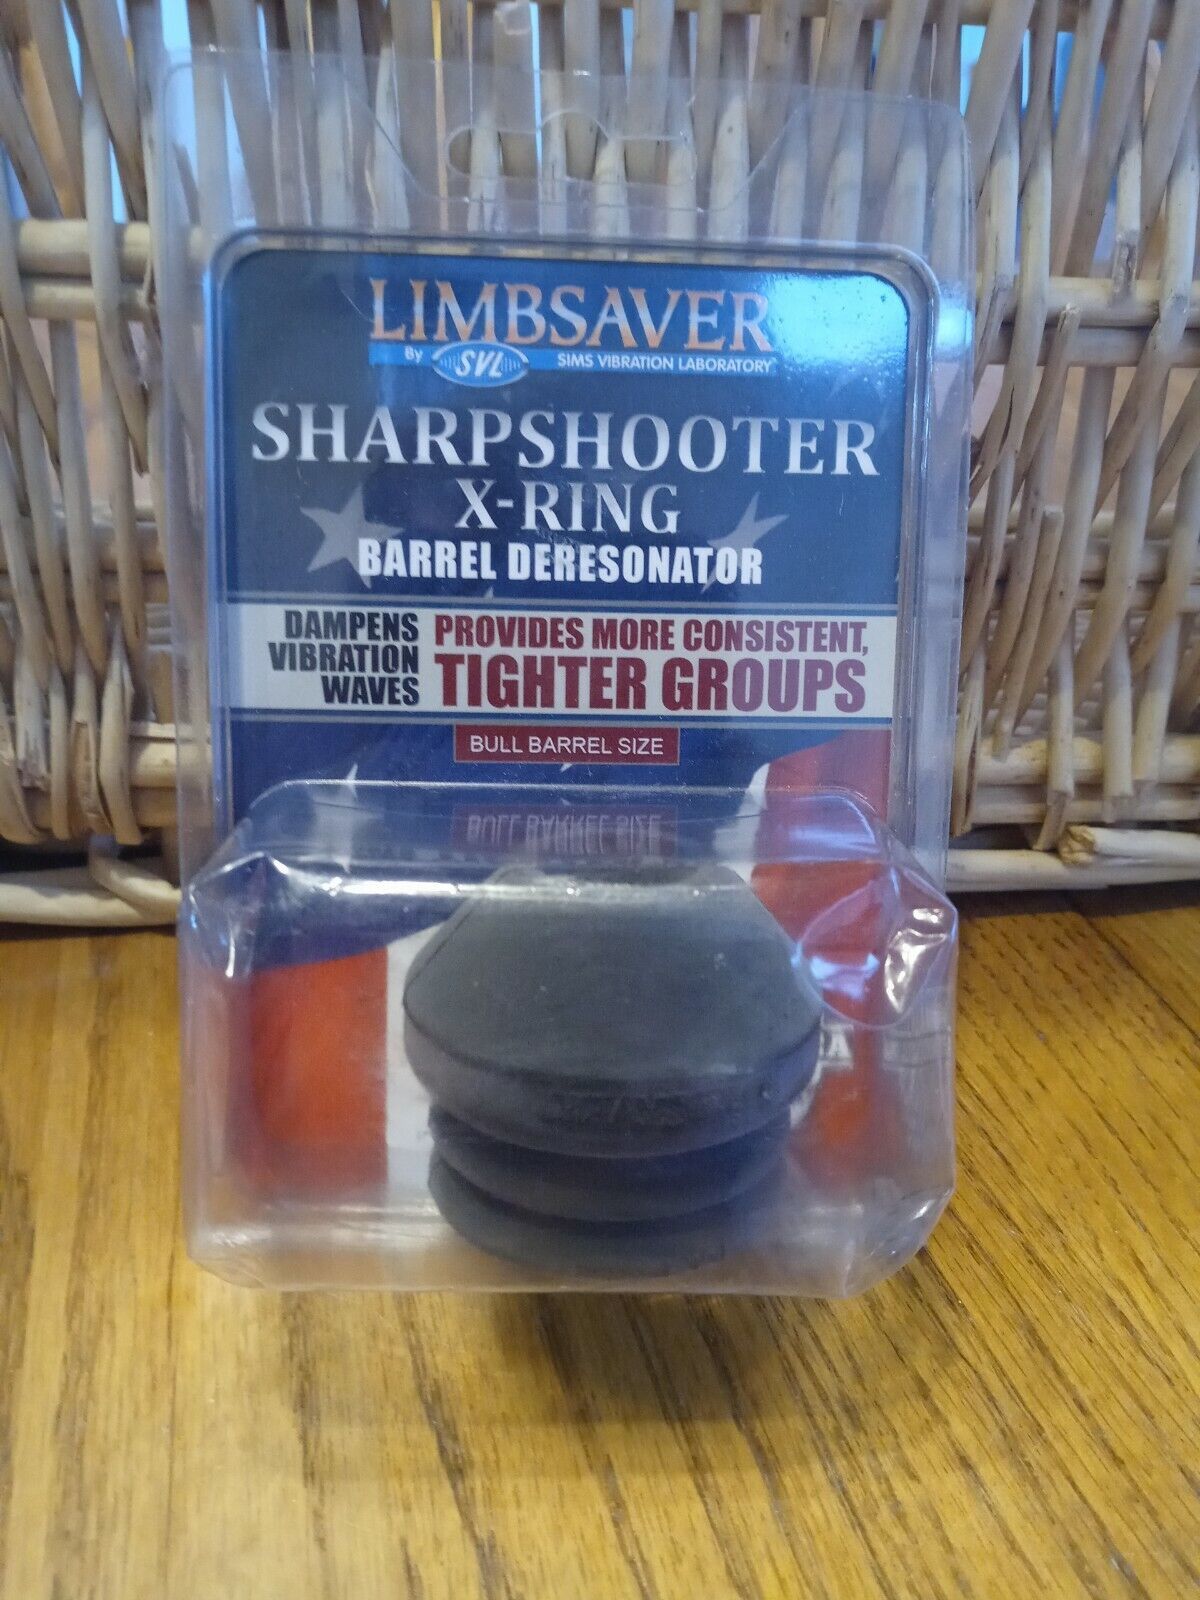 LIMBSAVER
By SVL SIMS VIBRATION LABORATORY
SHARPSHOOTER
X-RING
BARREL DERESONATOR
DAMPENS
VIBRATION
WAVES
PROVIDES MORE CONSISTENT,
TIGHTER GROUPS
BULL BARREL SIZE